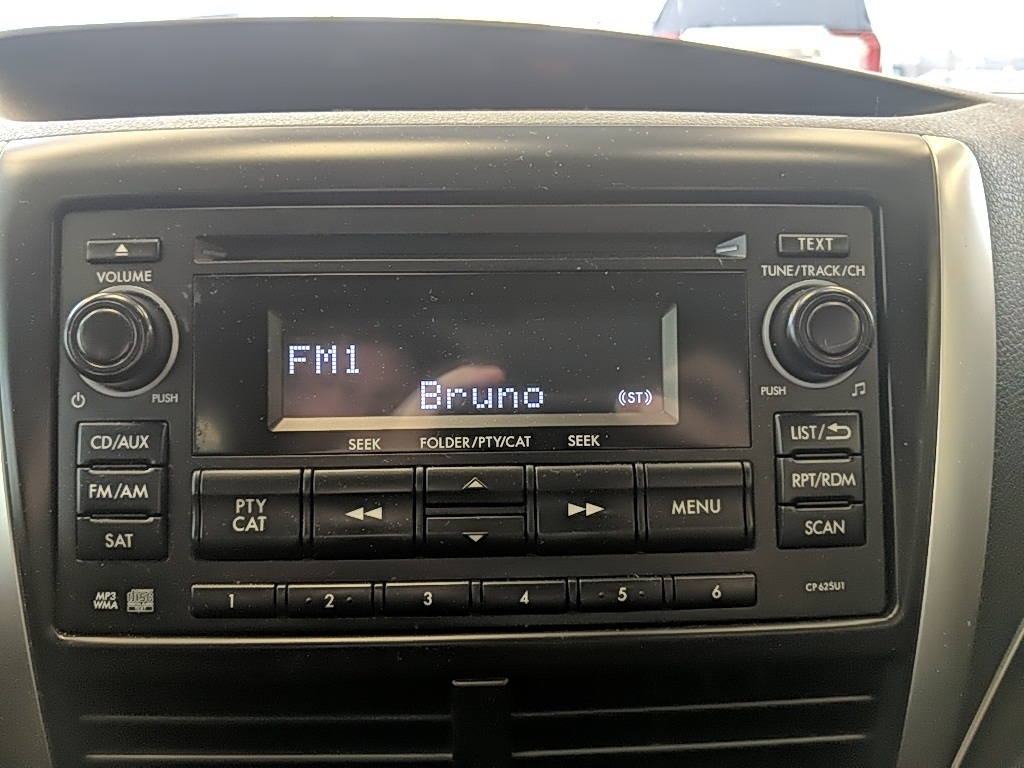 TEXT
VOLUME
TUNE/TRACK/CH
FM1
Bruno
((ST))
PUSH
PUSH
SEEK
FOLDER/PTY/CAT
SEEK
CD/AUX
LIST/
FM/AM
RPT/RDM
SAT
SCAN
PTY
CAT
MENU
MP3
WMA
1
2
3
4
5
6
CP625U1